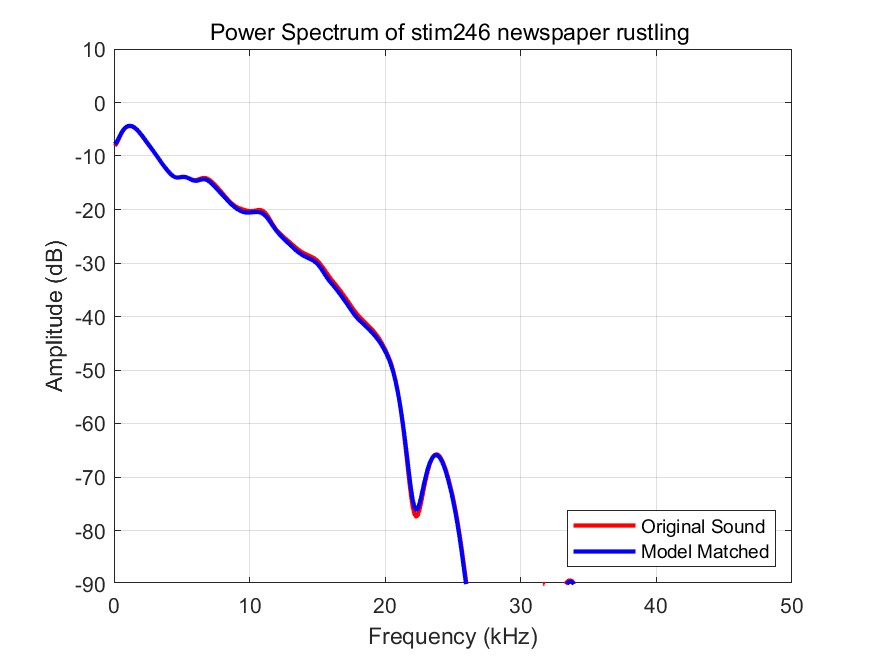 Power Spectrum of stim246 newspaper rustling
10
0
-10
-20
-30
-40
-50
-60
-70
-80
-90
Amplitude (dB)
Original Sound
Model Matched
0 10 20 30 40 50
Frequency (kHz)